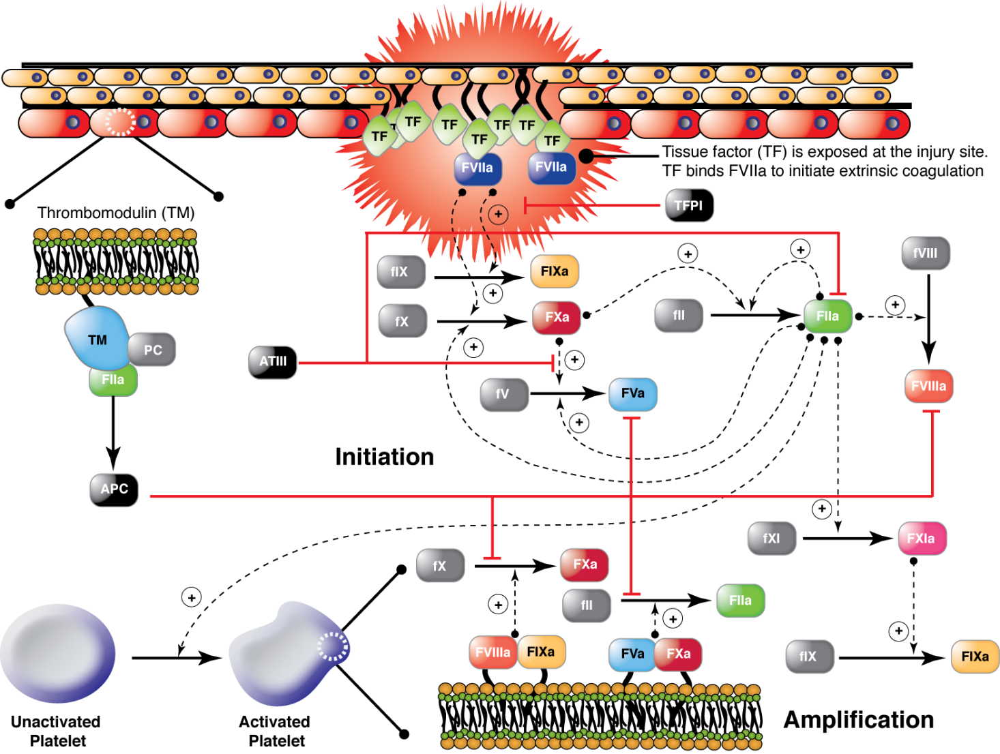 TF
T
TF
TF
TF
TF
TF
TF
FVIIa
FVIIa
Tissue factor (TF) is exposed at the injury site.
TF binds FVIIa to initiate extrinsic coagulation
TFPI
+
Thrombomodulin (TM)
fIX
FIXa
+
+
+
fVIII
fX
FXa
fII
FIIa
+
TM
PC
FIIa
ATIII
+
+
fV
FVa
FVIIIa
+
Initiation
APC
+
fXI
FXIa
fX
FXa
+
+
fII
FIIa
+
+
FVIIIa
FIXa
FVa
FXa
fIX
FIXa
Unactivated
Platelet
Activated
Platelet
Amplification